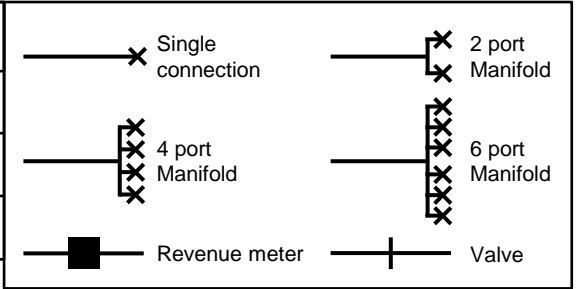 Single
connection
2 port
Manifold
4 port
Manifold
6 port
Manifold
Revenue meter
Valve